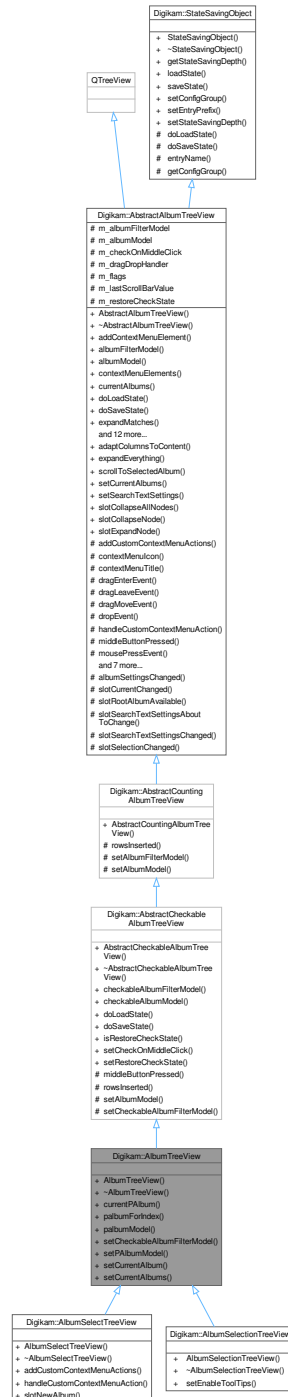 Digikam::StateSavingObject
+ StateSavingObject()
+ ~StateSavingObject()
+ getStateSavingDepth()
+ loadState()
+ saveState()
+ setConfigGroup()
+ setEntryPrefix()
+ setStateSavingDepth()
# doLoadState()
# doSaveState()
# entryName()
# getConfigGroup()
QTreeView
Digikam::AbstractAlbumTreeView
# m_albumFilterModel
# m_albumModel
# m_checkOnMiddleClick
# m_dragDropHandler
# m_flags
# m_lastScrollBarValue
# m_restoreCheckState
+ AbstractAlbumTreeView()
+ ~AbstractAlbumTreeView()
+ addContextMenuElement()
+ albumFilterModel()
+ albumModel()
+ contextMenuElements()
+ currentAlbums()
+ doLoadState()
+ doSaveState()
+ expandMatches()
and 12 more...
+ adaptColumnsToContent()
+ expandEverything()
+ scrollToSelectedAlbum()
+ setCurrentAlbums()
+ setSearchTextSettings()
+ slotCollapseAllNodes()
+ slotCollapseNode()
+ slotExpandNode()
# addCustomContextMenuActions()
# contextMenuIcon()
# contextMenuTitle()
# dragEnterEvent()
# dragLeaveEvent()
# dragMoveEvent()
# dropEvent()
# handleCustomContextMenuAction()
# middleButtonPressed()
# mousePressEvent()
and 7 more...
# albumSettingsChanged()
# slotCurrentChanged()
# slotRootAlbumAvailable()
# slotSearchTextSettingsAbout
ToChange()
# slotSearchTextSettingsChanged()
# slotSelectionChanged()
Digikam::AbstractCounting
AlbumTreeView
+ AbstractCountingAlbumTree
View()
# rowsInserted()
# setAlbumFilterModel()
# setAlbumModel()
Digikam::AbstractCheckable
AlbumTreeView
+ AbstractCheckableAlbumTree
View()
+ ~AbstractCheckableAlbumTree
View()
+ checkableAlbumFilterModel()
+ checkableAlbumModel()
+ doLoadState()
+ doSaveState()
+ isRestoreCheckState()
+ setCheckOnMiddleClick()
+ setRestoreCheckState()
# middleButtonPressed()
# rowsInserted()
# setAlbumModel()
# setCheckableAlbumFilterModel()
Digikam::AlbumTreeView
+ AlbumTreeView()
+ ~AlbumTreeView()
+ currentPAlbum()
+ palbumForIndex()
+ palbumModel()
+ setCheckableAlbumFilterModel()
+ setPAlbumModel()
+ setCurrentAlbum()
+ setCurrentAlbums()
Digikam::AlbumSelectTreeView
+ AlbumSelectTreeView()
+ ~AlbumSelectTreeView()
+ addCustomContextMenuActions()
+ handleCustomContextMenuAction()
+ slotNewAlbum()
Digikam::AlbumSelectionTreeView
+ AlbumSelectionTreeView()
+ ~AlbumSelectionTreeView()
+ setEnableToolTips()